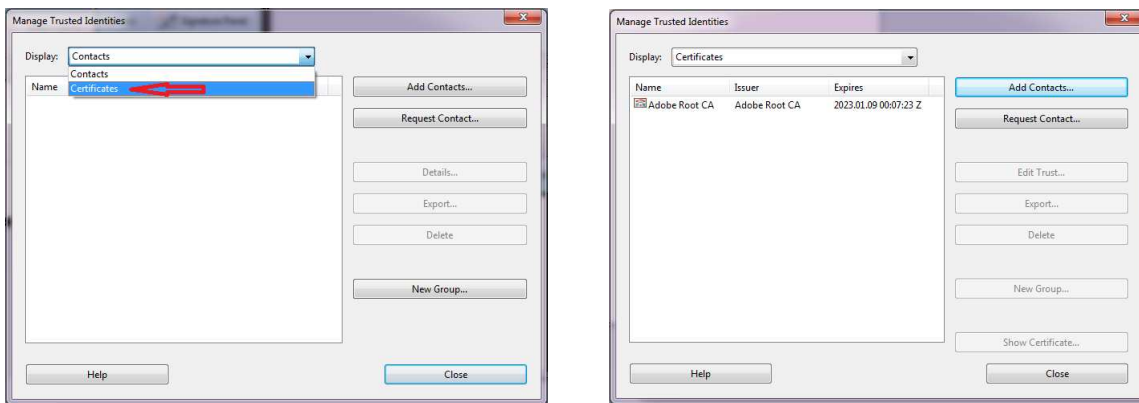 Manage Trusted Identities
Display: Contacts
Contacts
Certificates
Name
Add Contacts...
Request Contact...
Details...
Export...
Delete
New Group...
Help
Close
Manage Trusted Identities
Display: Certificates
Name Issuer Expires
Adobe Root CA Adobe Root CA 2023.01.09 00:07:23 Z
Add Contacts...
Request Contact...
Edit Trust...
Export...
Delete
New Group...
Show Certificate...
Help
Close